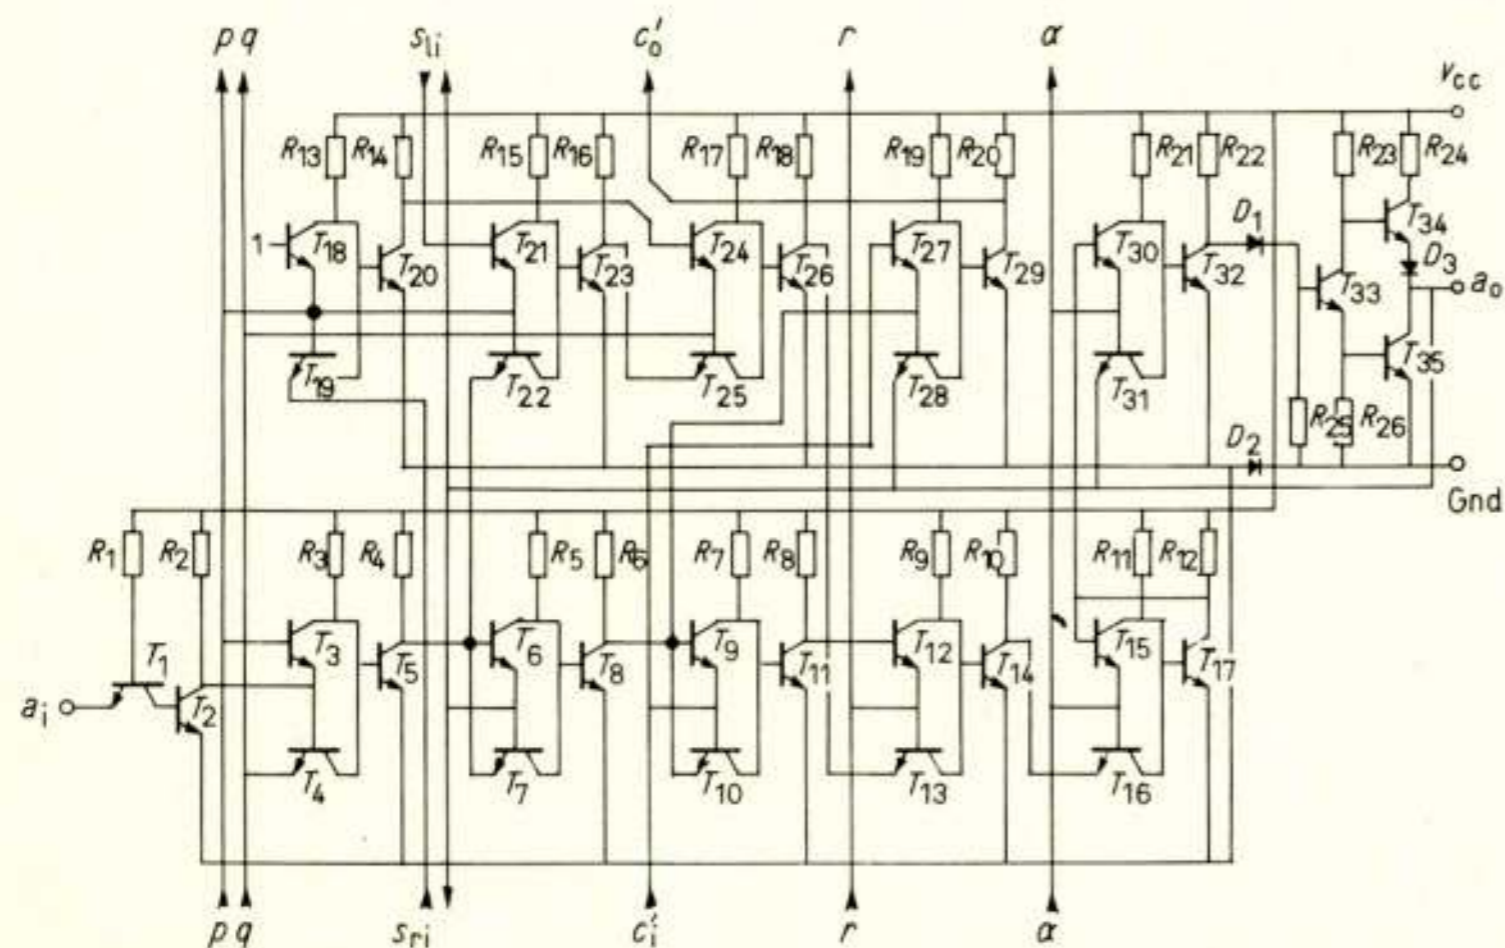 p q s_li c'_o r α
V_cc
R13 R14 R15 R16 R17 R18 R19 R20 R21 R22 R23 R24
1 T18 T20 T21 T23 T24 T26 T27 T29 T30 T32 D1 T33 T34 D3 a_o
T19 T22 T25 T28 T31 T35
R25 R26
D2
Gnd
R1 R2 R3 R4 R5 R6 R7 R8 R9 R10 R11 R12
T1 T3 T5 T6 T8 T9 T11 T12 T14 T15 T17
a_i T2
T4 T7 T10 T13 T16
p q s_ri c'_i r α